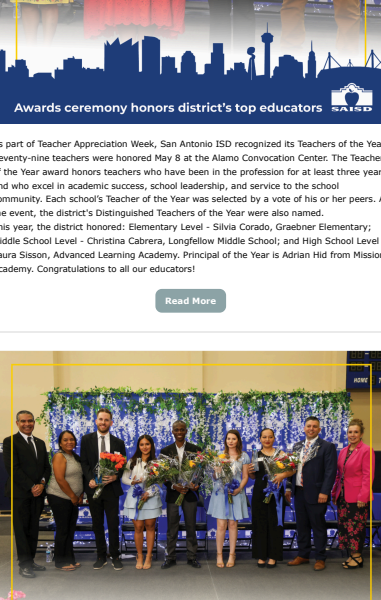 Awards ceremony honors district's top educators
SAISD
s part of Teacher Appreciation Week, San Antonio ISD recognized its Teachers of the Yea
eventy-nine teachers were honored May 8 at the Alamo Convocation Center. The Teache
f the Year award honors teachers who have been in the profession for at least three year
nd who excel in academic success, school leadership, and service to the school
ommunity. Each school's Teacher of the Year was selected by a vote of his or her peers. A
he event, the district's Distinguished Teachers of the Year were also named.
his year, the district honored: Elementary Level - Silvia Corado, Graebner Elementary;
iddle School Level - Christina Cabrera, Longfellow Middle School; and High School Level
aura Sisson, Advanced Learning Academy. Principal of the Year is Adrian Hid from Mission
cademy. Congratulations to all our educators!
Read More
HOME